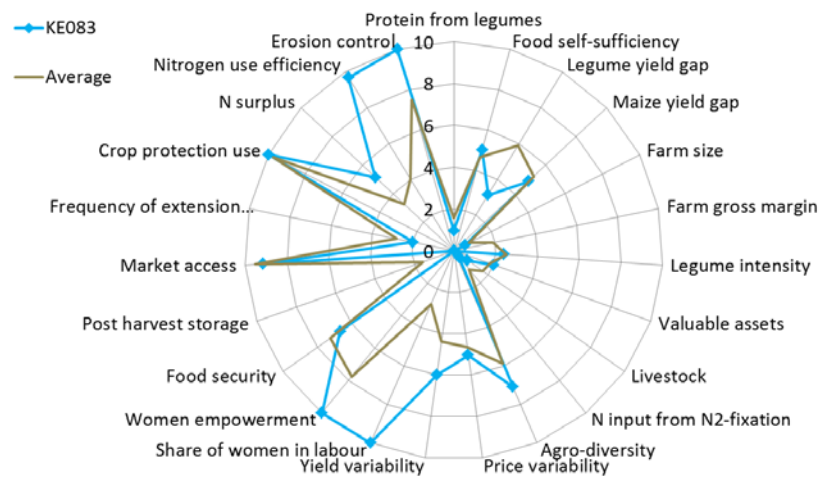 KE083
Average
Protein from legumes
Food self-sufficiency
Legume yield gap
Maize yield gap
Farm size
Farm gross margin
Legume intensity
Valuable assets
Livestock
N input from N2-fixation
Agro-diversity
Price variability
Yield variability
Share of women in labour
Women empowerment
Food security
Post harvest storage
Market access
Frequency of extension...
Crop protection use
N surplus
Nitrogen use efficiency
Erosion control
10
8
6
4
2
0